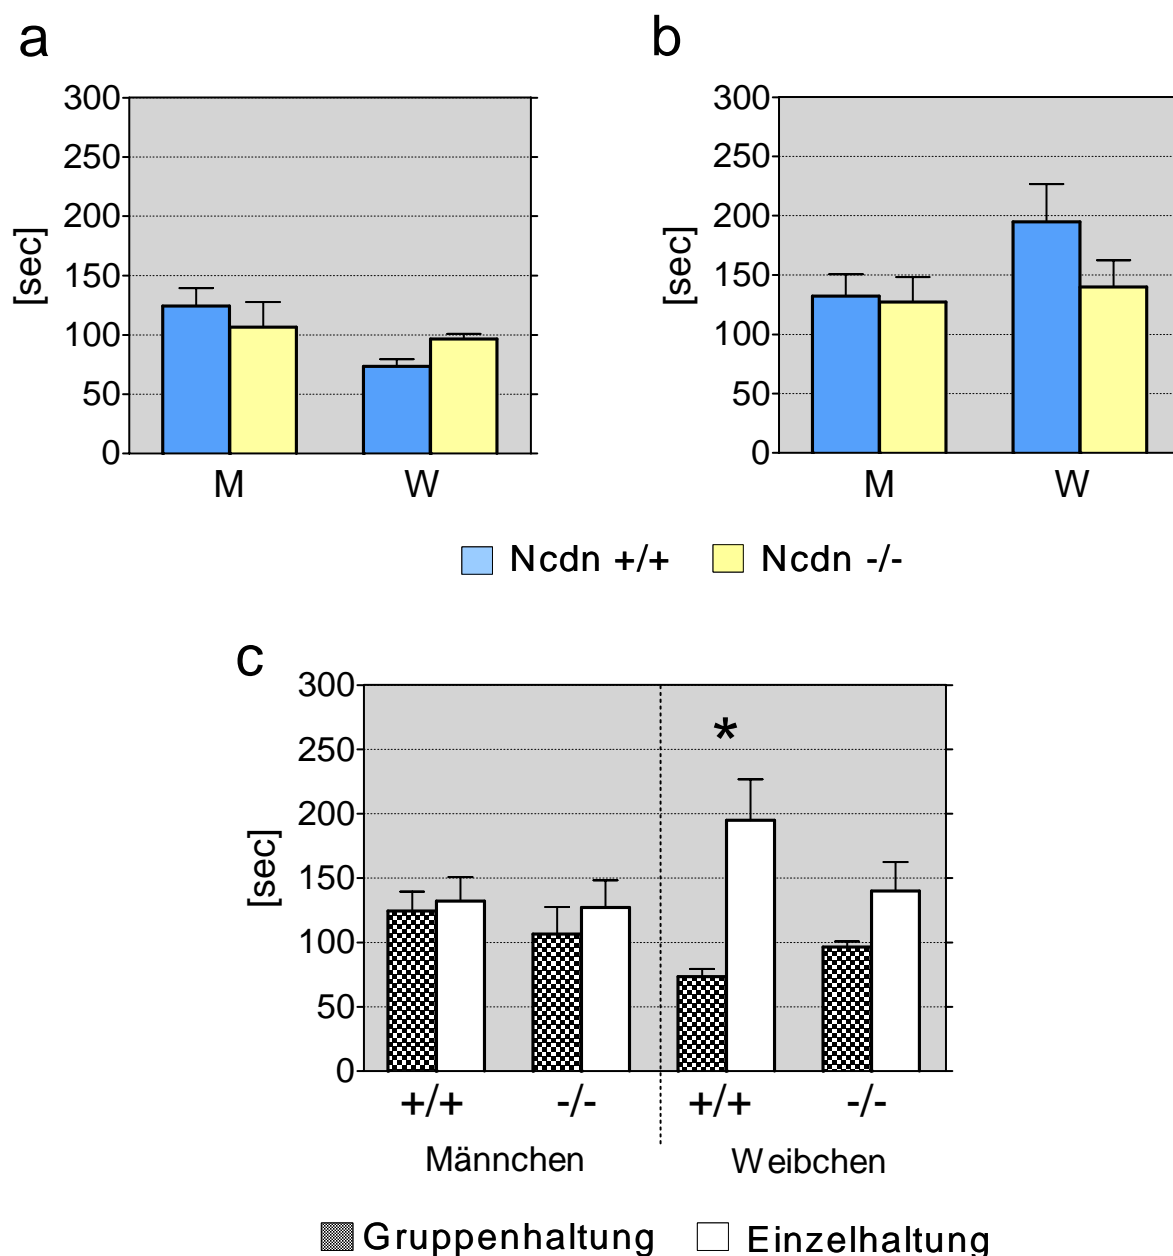 a
300
250
200
150
100
50
0
[sec]
M W
b
300
250
200
150
100
50
0
[sec]
M W
Ncdn +/+ Ncdn -/-
c
300
250
200
150
100
50
0
[sec]
*
+/+ -/- +/+ -/-
Männchen Weibchen
Gruppenhaltung Einzelhaltung